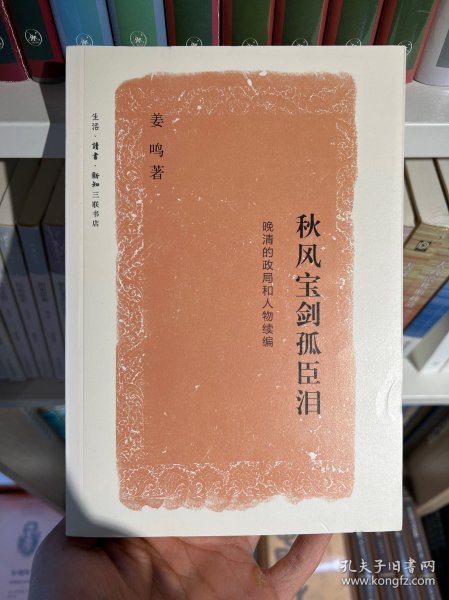 秋风宝剑孤臣泪
晚清的政局和人物续编
姜鸣著
生活·讀書·新知三联书店
孔夫子旧书网
www.kongfz.com